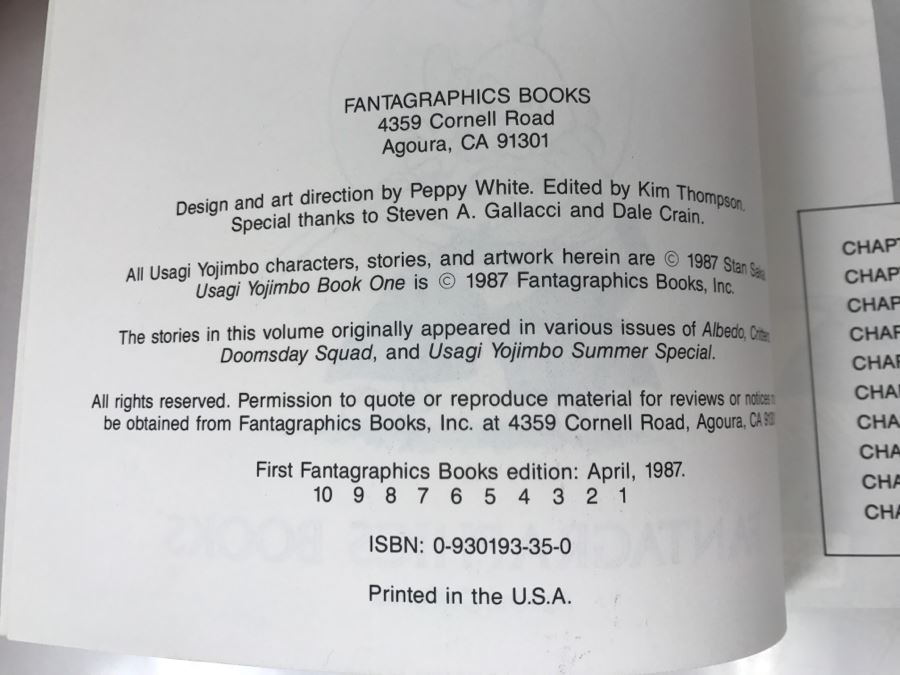 FANTAGRAPHICS BOOKS
4359 Cornell Road
Agoura, CA 91301
Design and art direction by Peppy White. Edited by Kim Thompson.
Special thanks to Steven A. Gallacci and Dale Crain.
All Usagi Yojimbo characters, stories, and artwork herein are © 1987 Stan
Usagi Yojimbo Book One is © 1987 Fantagraphics Books, Inc.
The stories in this volume originally appeared in various issues of Albedo,
Doomsday Squad, and Usagi Yojimbo Summer Special.
All rights reserved. Permission to quote or reproduce material for reviews or notices
be obtained from Fantagraphics Books, Inc. at 4359 Cornell Road, Agoura, CA
First Fantagraphics Books edition: April, 1987.
10 9 8 7 6 5 4 3 2 1
ISBN: 0-930193-35-0
Printed in the U.S.A.
CHAPT
CHAP
CHAP
CHAP
CHAP
CHA
CHA
CHA
CHA
CH